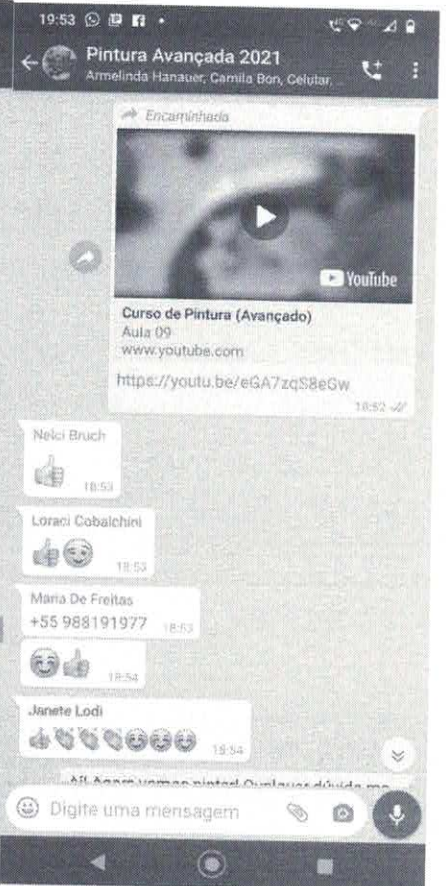 19:53
Pintura Avançada 2021
Armelinda Hanauer, Camila Bon, Celular, ...
Encaminhada
YouTube
Curso de Pintura (Avançado)
Aula 09
www.youtube.com
https://youtu.be/eGA7zqS8eGw
18:52
Nelci Bruch
18:53
Loraci Cobalchini
18:53
Maria De Freitas
+55 988191977 18:53
18:54
Janete Lodi
18:54
Digite uma mensagem